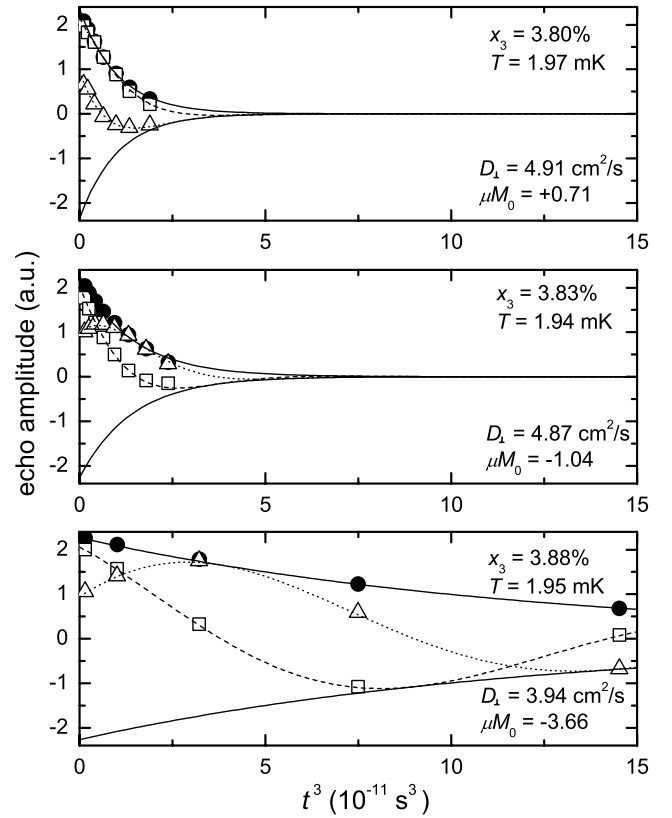 x₃ = 3.80%
T = 1.97 mK
D⊥ = 4.91 cm²/s
μM₀ = +0.71
2
1
0
-1
-2
0 5 10 15
x₃ = 3.83%
T = 1.94 mK
D⊥ = 4.87 cm²/s
μM₀ = -1.04
2
1
0
-1
-2
0 5 10 15
echo amplitude (a.u.)
x₃ = 3.88%
T = 1.95 mK
D⊥ = 3.94 cm²/s
μM₀ = -3.66
2
1
0
-1
-2
0 5 10 15
t³ (10⁻¹¹ s³)